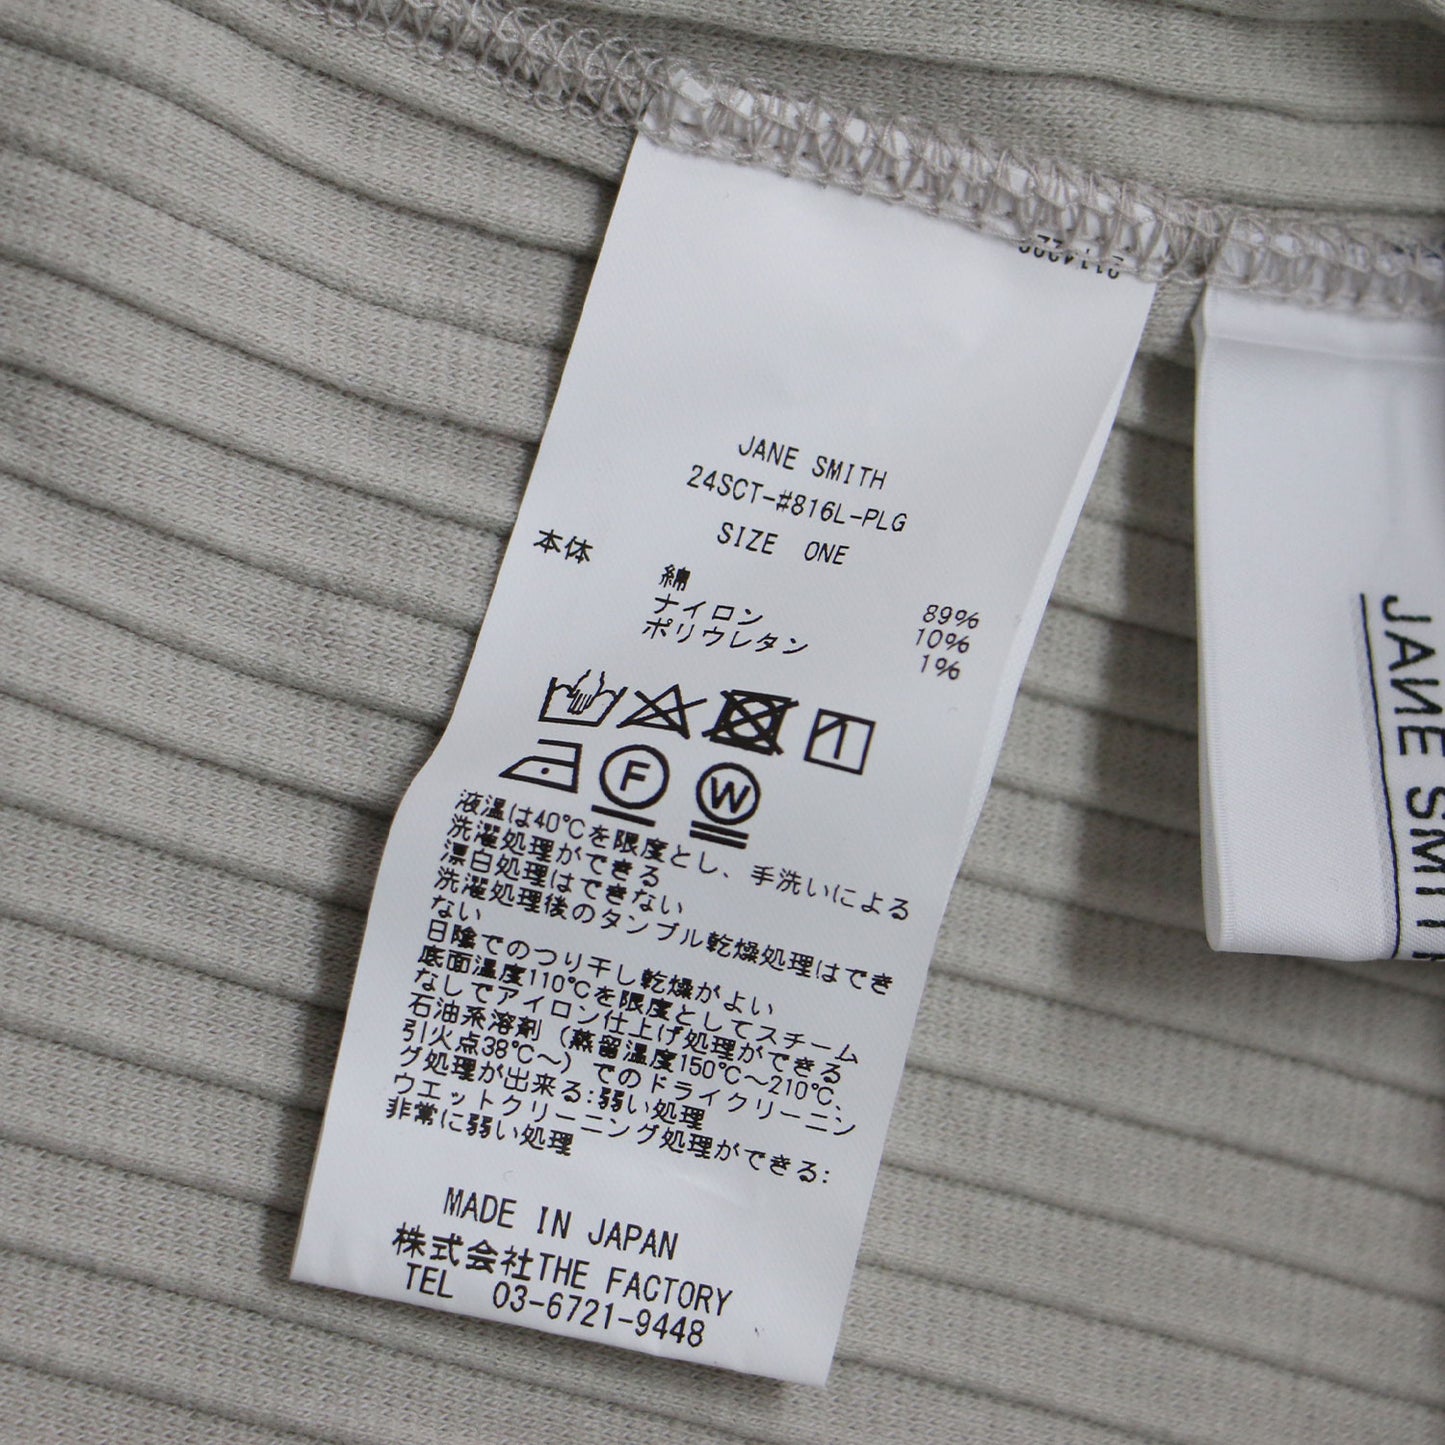 JANE SMITH
24SCT-#816L-PLG
SIZE ONE
本体
綿 89%
ナイロン 10%
ポリウレタン 1%
F W
液温は40℃を限度とし、手洗いによる
洗濯処理ができる
漂白処理はできない
洗濯処理後のタンブル乾燥処理はでき
ない
日陰でのつり干し乾燥がよい
底面温度110℃を限度としてスチーム
なしでアイロン仕上げ処理ができる
石油系溶剤(蒸留温度150℃~210℃、
引火点38℃~)でのドライクリーニン
グ処理が出来る:弱い処理
ウエットクリーニング処理ができる:
非常に弱い処理
MADE IN JAPAN
株式会社THE FACTORY
TEL 03-6721-9448
JANE SMITH